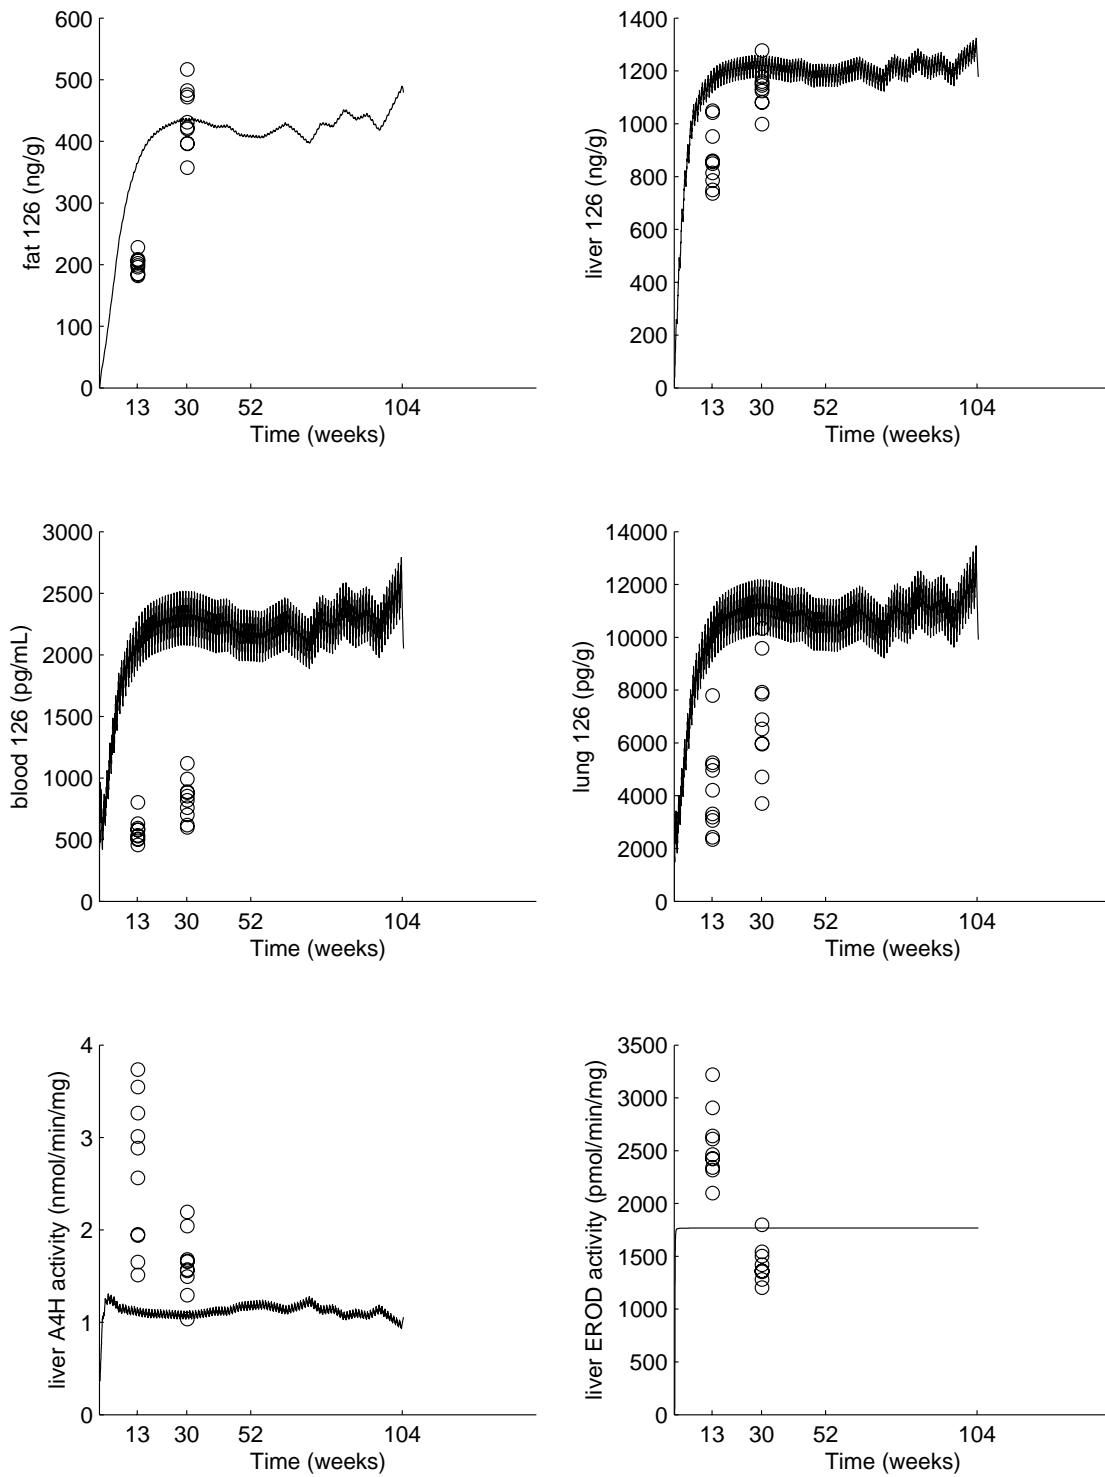 fat 126 (ng/g)
600
500
400
300
200
100
0
13 30 52 104
Time (weeks)
liver 126 (ng/g)
1400
1200
1000
800
600
400
200
0
13 30 52 104
Time (weeks)
blood 126 (pg/mL)
3000
2500
2000
1500
1000
500
0
13 30 52 104
Time (weeks)
lung 126 (pg/g)
14000
12000
10000
8000
6000
4000
2000
0
13 30 52 104
Time (weeks)
liver A4H activity (nmol/min/mg)
4
3
2
1
0
13 30 52 104
Time (weeks)
liver EROD activity (pmol/min/mg)
3500
3000
2500
2000
1500
1000
500
0
13 30 52 104
Time (weeks)